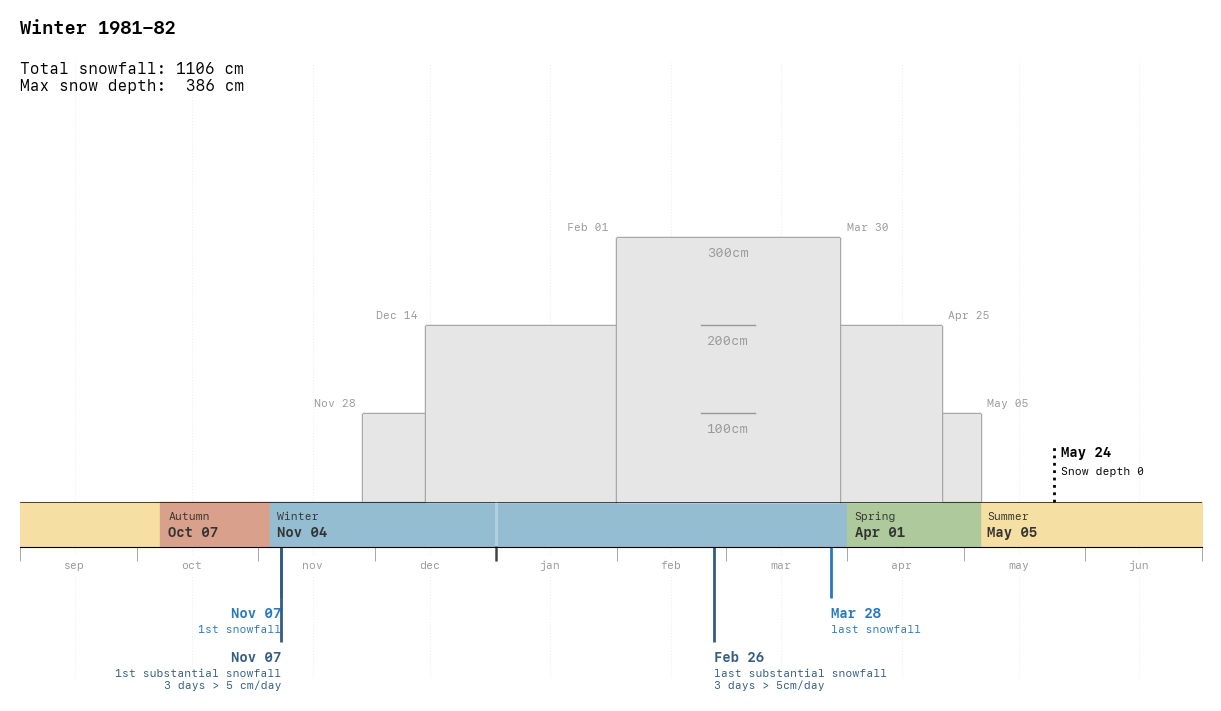 Winter 1981–82
Total snowfall: 1106 cm
Max snow depth:  386 cm
Feb 01
Mar 30
300cm
Dec 14
Apr 25
200cm
Nov 28
May 05
100cm
May 24
Snow depth 0
Autumn
Oct 07
Winter
Nov 04
Spring
Apr 01
Summer
May 05
sep oct nov dec jan feb mar apr may jun
Nov 07
1st snowfall
Mar 28
last snowfall
Nov 07
1st substantial snowfall
3 days > 5 cm/day
Feb 26
last substantial snowfall
3 days > 5cm/day